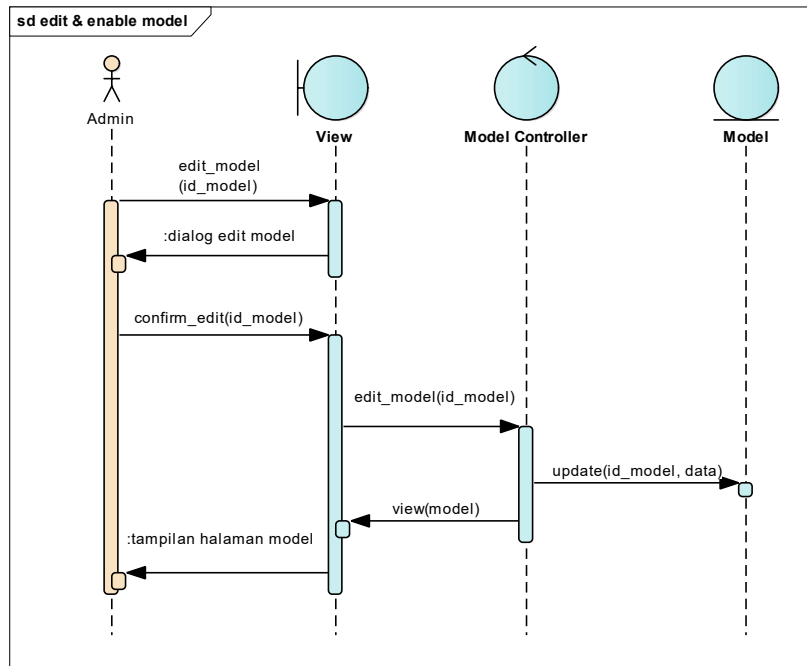 sd edit & enable model
Admin
View
Model Controller
Model
edit_model
(id_model)
:dialog edit model
confirm_edit(id_model)
edit_model(id_model)
update(id_model, data)
view(model)
:tampilan halaman model